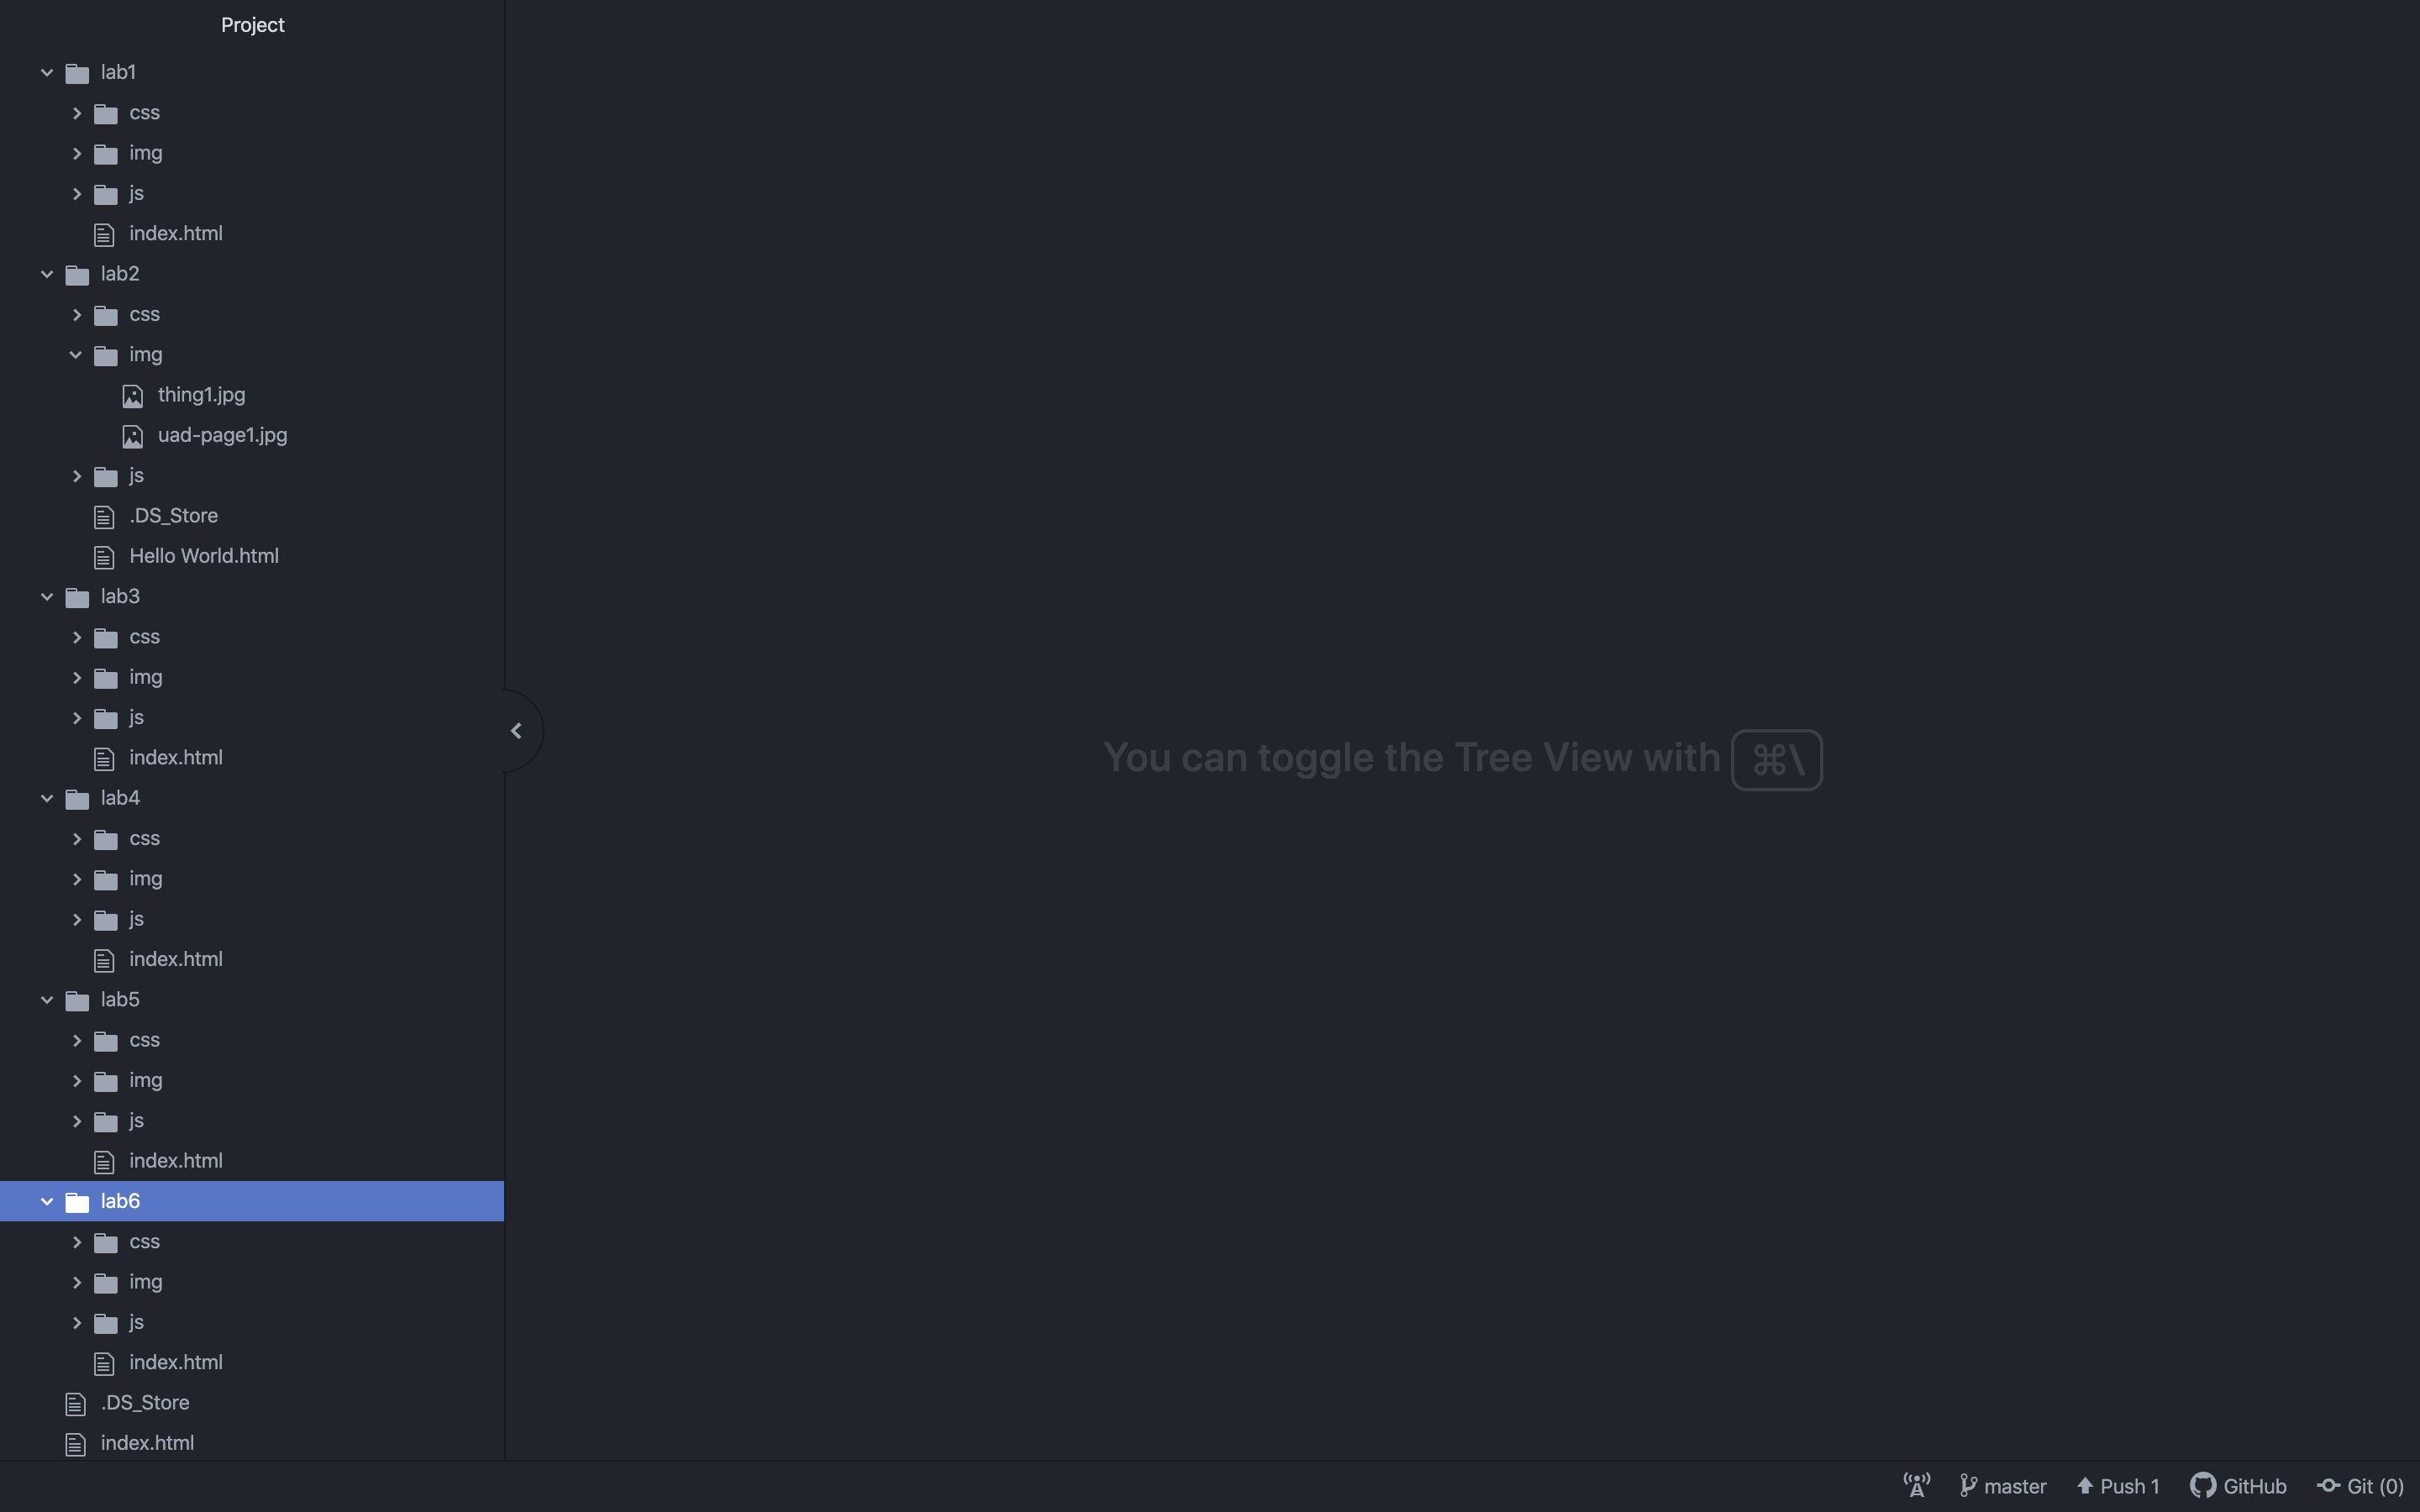 Project
lab1
css
img
js
index.html
lab2
css
img
thing1.jpg
uad-page1.jpg
js
.DS_Store
Hello World.html
lab3
css
img
js
index.html
lab4
css
img
js
index.html
lab5
css
img
js
index.html
lab6
css
img
js
index.html
.DS_Store
index.html
You can toggle the Tree View with ⌘\
master Push 1 GitHub Git (0)